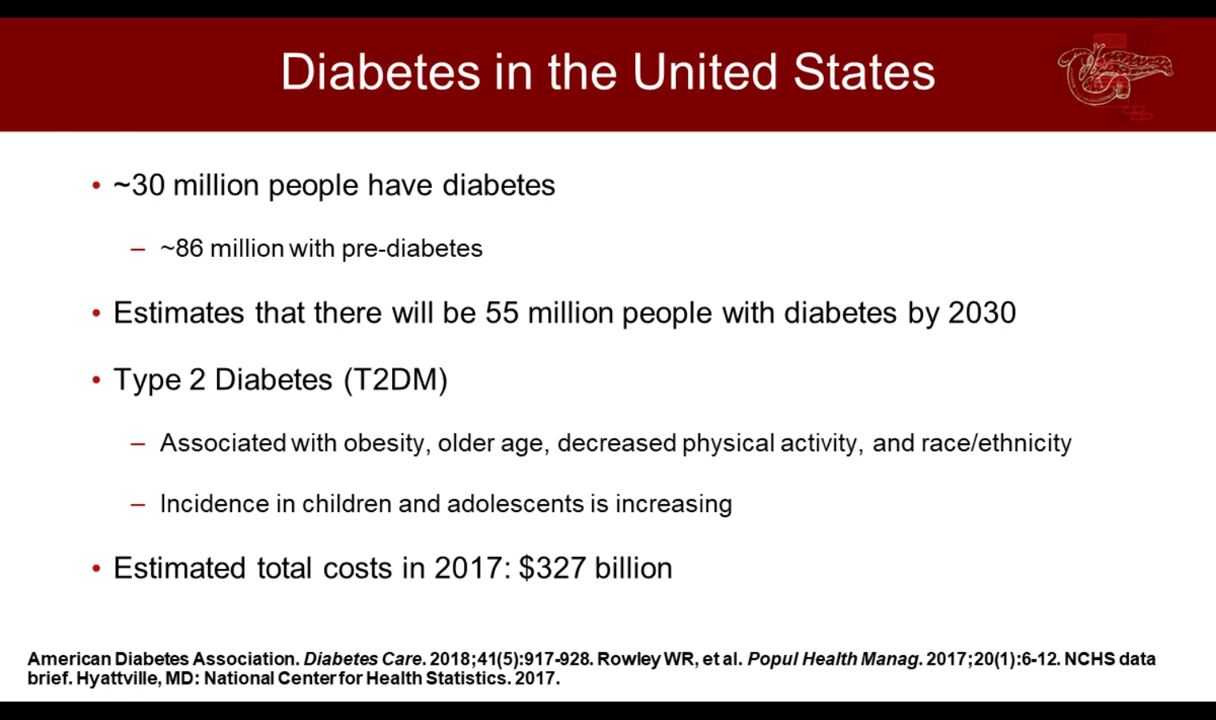 Diabetes in the United States
• ~30 million people have diabetes
– ~86 million with pre-diabetes
• Estimates that there will be 55 million people with diabetes by 2030
• Type 2 Diabetes (T2DM)
– Associated with obesity, older age, decreased physical activity, and race/ethnicity
– Incidence in children and adolescents is increasing
• Estimated total costs in 2017: $327 billion
American Diabetes Association. Diabetes Care. 2018;41(5):917-928. Rowley WR, et al. Popul Health Manag. 2017;20(1):6-12. NCHS data
brief. Hyattville, MD: National Center for Health Statistics. 2017.